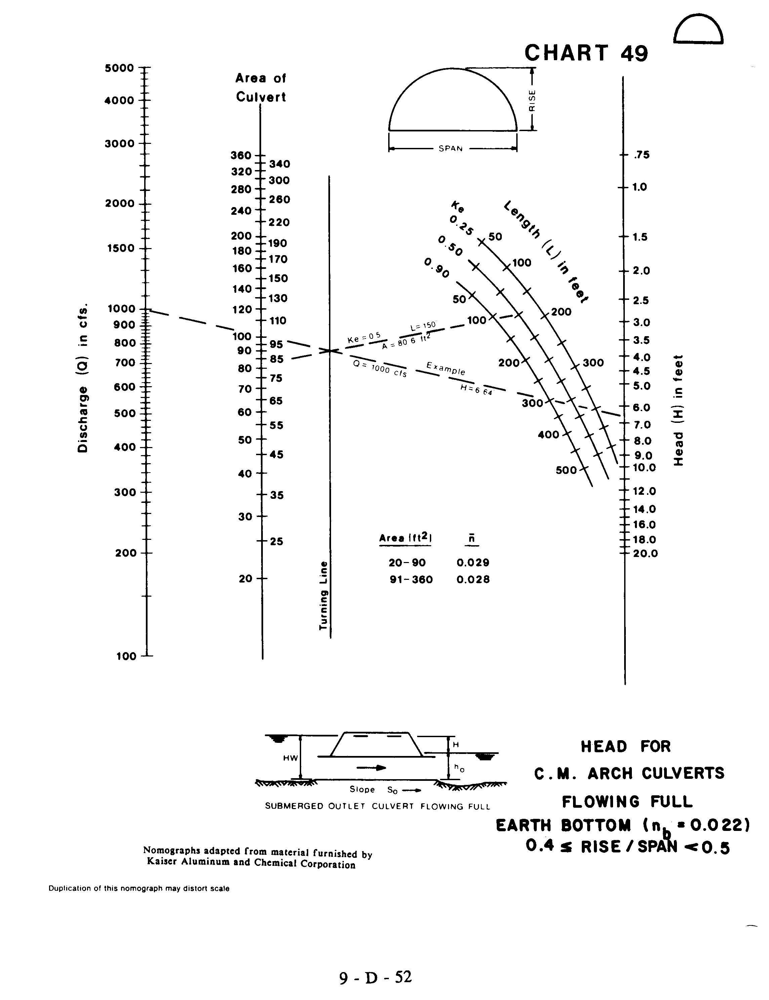 CHART 49
Discharge (Q) in cfs.
5000
4000
3000
2000
1500
1000
900
800
700
600
500
400
300
200
100
Area of
Culvert
360
340
320
300
280
260
240
220
200
190
180
170
160
150
140
130
120
110
100
95
90
85
80
75
70
65
60
55
50
45
40
35
30
25
20
Turning Line
RISE
SPAN
Ke
0.25
0.50
0.90
Length (L) in feet
50
100
200
300
50
100
200
300
400
500
Ke = 0.5
L= 150'
A = 80.6 ft2
Q = 1000 cfs
Example
H = 6.64'
.75
1.0
1.5
2.0
2.5
3.0
3.5
4.0
4.5
5.0
6.0
7.0
8.0
9.0
10.0
12.0
14.0
16.0
18.0
20.0
Head (H) in feet
Area (ft2) n̄
20-90 0.029
91-360 0.028
HW
H
ho
Slope So
SUBMERGED OUTLET CULVERT FLOWING FULL
HEAD FOR
C.M. ARCH CULVERTS
FLOWING FULL
EARTH BOTTOM (nb = 0.022)
0.4 ≤ RISE / SPAN < 0.5
Nomographs adapted from material furnished by
Kaiser Aluminum and Chemical Corporation
Duplication of this nomograph may distort scale
9 - D - 52